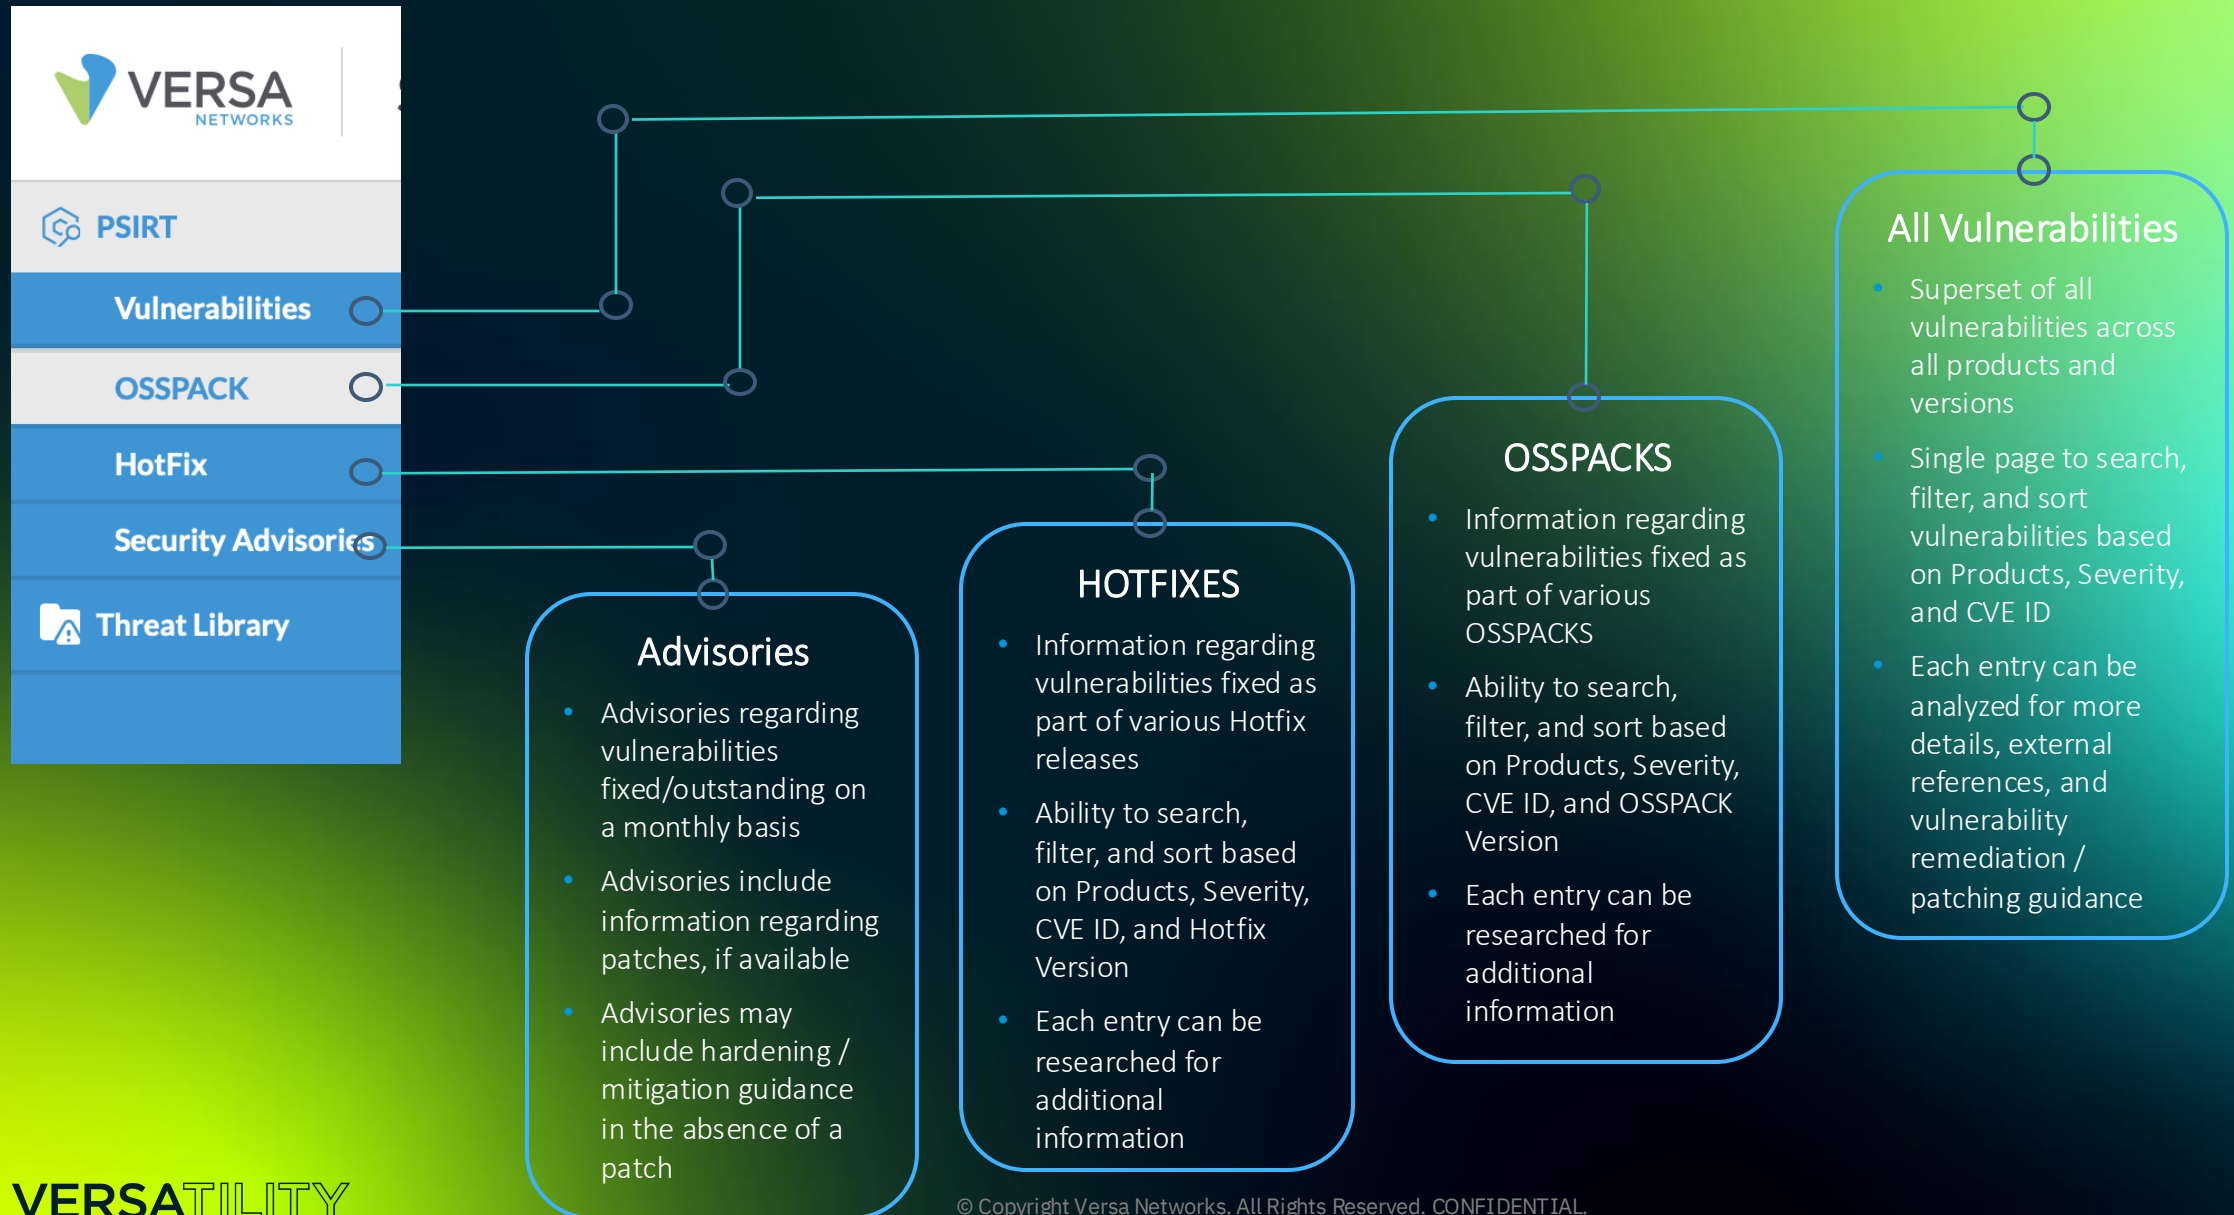 VERSA
NETWORKS
PSIRT
Vulnerabilities
OSSPACK
HotFix
Security Advisories
Threat Library
Advisories
• Advisories regarding
vulnerabilities
fixed/outstanding on
a monthly basis
• Advisories include
information regarding
patches, if available
• Advisories may
include hardening /
mitigation guidance
in the absence of a
patch
HOTFIXES
• Information regarding
vulnerabilities fixed as
part of various Hotfix
releases
• Ability to search,
filter, and sort based
on Products, Severity,
CVE ID, and Hotfix
Version
• Each entry can be
researched for
additional
information
OSSPACKS
• Information regarding
vulnerabilities fixed as
part of various
OSSPACKS
• Ability to search,
filter, and sort based
on Products, Severity,
CVE ID, and OSSPACK
Version
• Each entry can be
researched for
additional
information
All Vulnerabilities
• Superset of all
vulnerabilities across
all products and
versions
• Single page to search,
filter, and sort
vulnerabilities based
on Products, Severity,
and CVE ID
• Each entry can be
analyzed for more
details, external
references, and
vulnerability
remediation /
patching guidance
VERSATILITY
© Copyright Versa Networks. All Rights Reserved. CONFIDENTIAL.